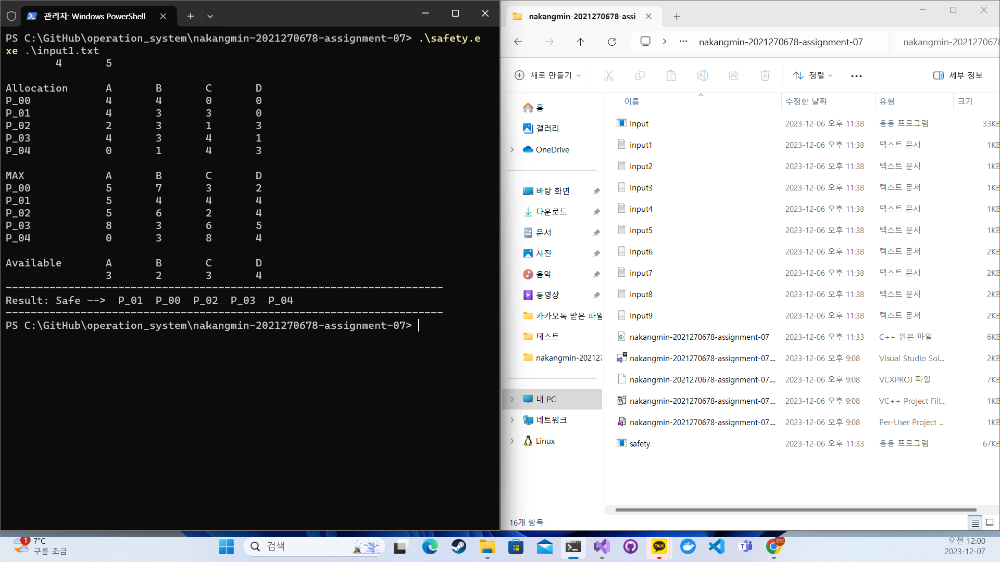 관리자: Windows PowerShell
PS C:\GitHub\operation_system\nakangmin-2021270678-assignment-07> .\safety.e
xe .\input1.txt
4 5
Allocation A B C D
P_00 4 4 0 0
P_01 4 3 3 0
P_02 2 3 1 3
P_03 4 3 4 1
P_04 0 1 4 3
MAX A B C D
P_00 5 7 3 2
P_01 5 4 4 4
P_02 5 6 2 4
P_03 8 3 6 5
P_04 0 3 8 4
Available A B C D
3 2 3 4
----------------------------------------------------------------------
Result: Safe --> P_01 P_00 P_02 P_03 P_04
----------------------------------------------------------------------
PS C:\GitHub\operation_system\nakangmin-2021270678-assignment-07>
nakangmin-2021270678-assi
nakangmin-2021270678-assignment-07
nakangmin-202127067
새로 만들기
정렬
세부 정보
홈
갤러리
OneDrive
바탕 화면
다운로드
문서
사진
음악
동영상
카카오톡 받은 파일
테스트
nakangmin-20212
내 PC
네트워크
Linux
이름 수정한 날짜 유형 크기
input 2023-12-06 오후 11:38 응용 프로그램 33KB
input1 2023-12-06 오후 11:38 텍스트 문서 1KB
input2 2023-12-06 오후 11:38 텍스트 문서 1KB
input3 2023-12-06 오후 11:38 텍스트 문서 1KB
input4 2023-12-06 오후 11:38 텍스트 문서 1KB
input5 2023-12-06 오후 11:38 텍스트 문서 1KB
input6 2023-12-06 오후 11:38 텍스트 문서 2KB
input7 2023-12-06 오후 11:38 텍스트 문서 2KB
input8 2023-12-06 오후 11:38 텍스트 문서 2KB
input9 2023-12-06 오후 11:38 텍스트 문서 2KB
nakangmin-2021270678-assignment-07 2023-12-06 오후 11:33 C++ 원본 파일 6KB
nakangmin-2021270678-assignment-07.... 2023-12-06 오후 9:08 Visual Studio Sol... 2KB
nakangmin-2021270678-assignment-07.... 2023-12-06 오후 9:08 VCXPROJ 파일 7KB
nakangmin-2021270678-assignment-07.... 2023-12-06 오후 9:08 VC++ Project Filt... 1KB
nakangmin-2021270678-assignment-07.... 2023-12-06 오후 9:08 Per-User Project ... 1KB
safety 2023-12-06 오후 11:33 응용 프로그램 67KB
16개 항목
1
7°C
구름 조금
검색
TALK
강민
오전 12:00
2023-12-07